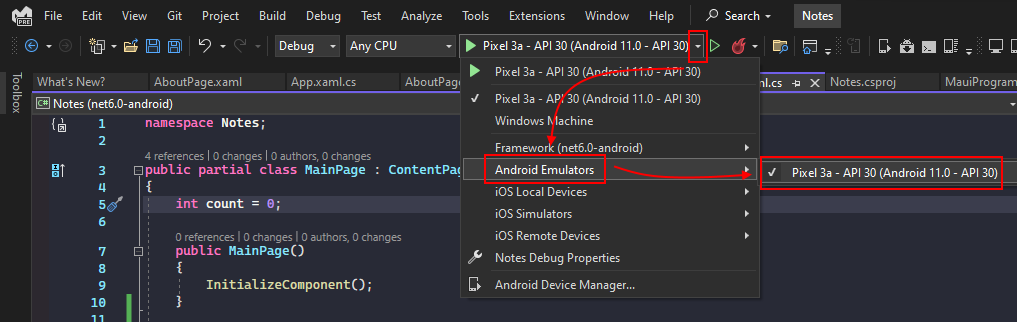 PRE File Edit View Git Project Build Debug Test Analyze Tools Extensions Window Help Search Notes
Debug Any CPU Pixel 3a - API 30 (Android 11.0 - API 30)
Toolbox
What's New? AboutPage.xaml App.xaml.cs AboutPa ml.cs Notes.csproj MauiProgram
C# Notes (net6.0-android)
1 namespace Notes;
2
4 references | 0 changes | 0 authors, 0 changes
3 public partial class MainPage : ContentPag
4 {
5 int count = 0;
6
0 references | 0 changes | 0 authors, 0 changes
7 public MainPage()
8 {
9 InitializeComponent();
10 }
11
Pixel 3a - API 30 (Android 11.0 - API 30)
Pixel 3a - API 30 (Android 11.0 - API 30)
Windows Machine
Framework (net6.0-android)
Android Emulators
Pixel 3a - API 30 (Android 11.0 - API 30)
iOS Local Devices
iOS Simulators
iOS Remote Devices
Notes Debug Properties
Android Device Manager...